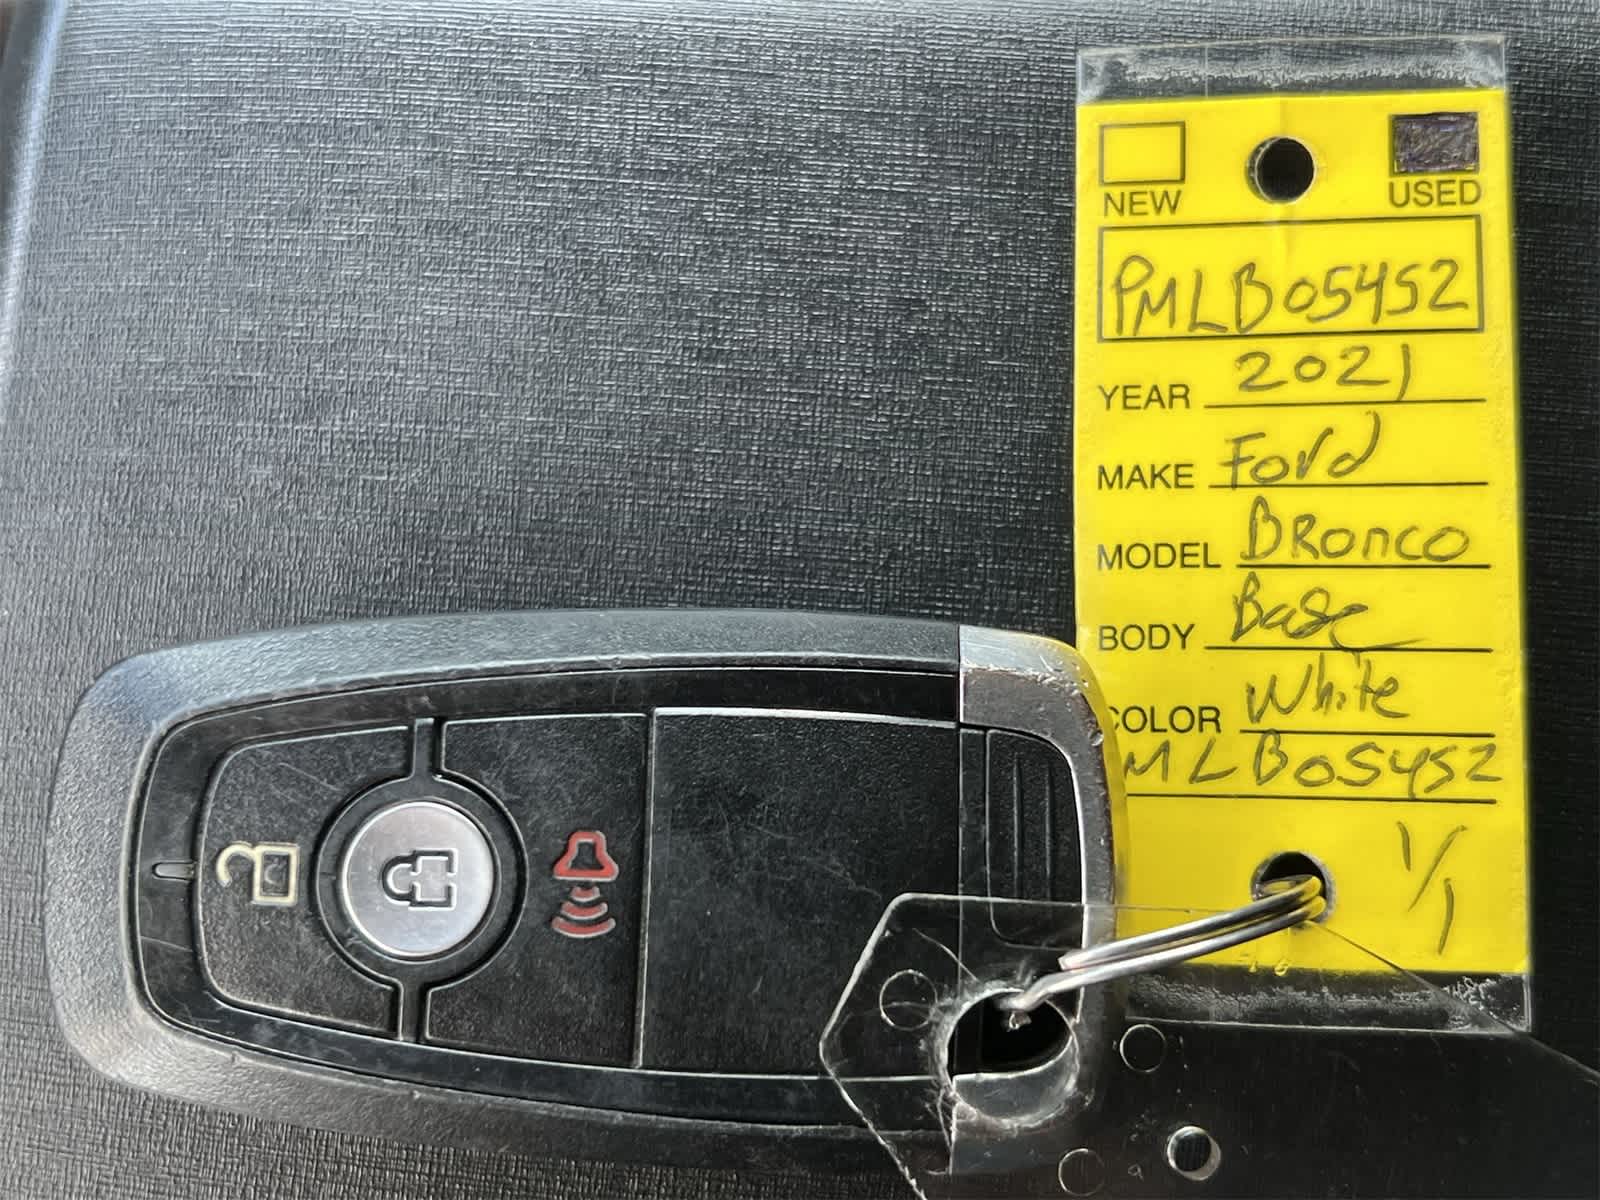 NEW USED
PMLB05452
YEAR 2021
MAKE Ford
MODEL BRonco
BODY Base
COLOR White
MLB05452
1/1